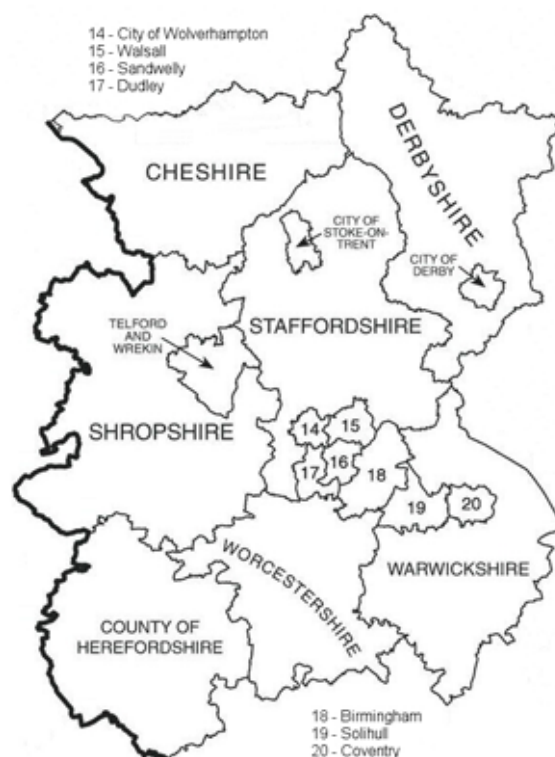 14 - City of Wolverhampton
15 - Walsall
16 - Sandwelly
17 - Dudley
CHESHIRE
DERBYSHIRE
CITY OF
STOKE-ON-
TRENT
CITY OF
DERBY
TELFORD
AND
WREKIN
STAFFORDSHIRE
SHROPSHIRE
14
15
16
17
18
19
20
WORCESTERSHIRE
WARWICKSHIRE
COUNTY OF
HEREFORDSHIRE
18 - Birmingham
19 - Solihull
20 - Coventry